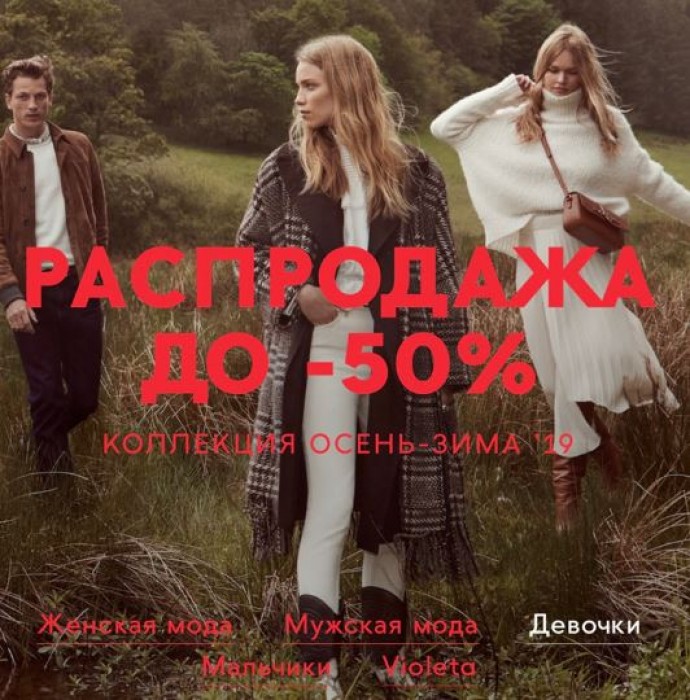 РАСПРОДАЖА
ДО -50%
КОЛЛЕКЦИЯ ОСЕНЬ-ЗИМА '19
Женская мода Мужская мода Девочки
Мальчики Violeta